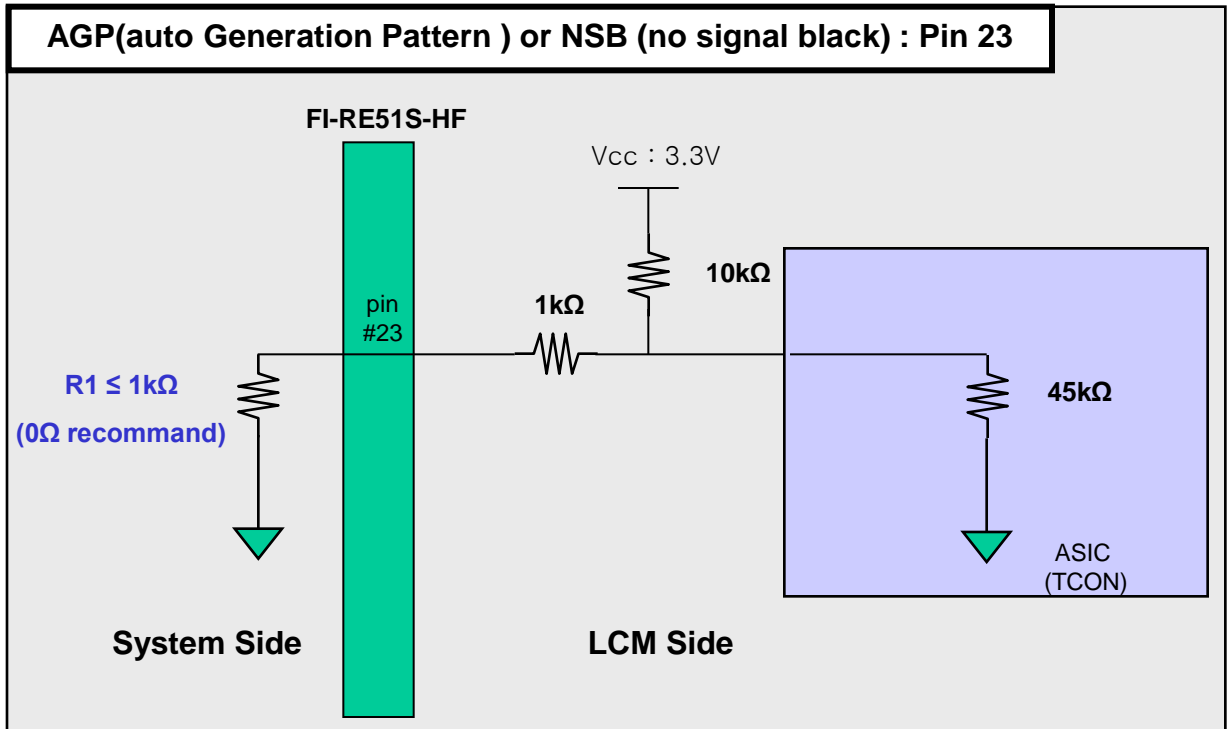 AGP(auto Generation Pattern ) or NSB (no signal black) : Pin 23
FI-RE51S-HF
Vcc : 3.3V
10kΩ
1kΩ
pin
#23
R1 ≤ 1kΩ
(0Ω recommand)
45kΩ
ASIC
(TCON)
System Side
LCM Side